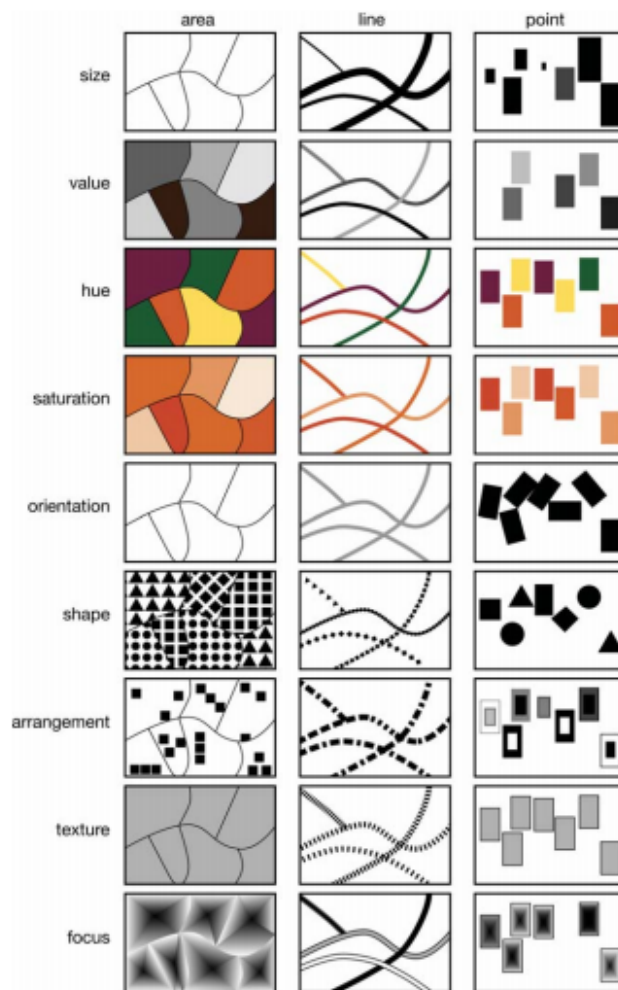 area line point
size
value
hue
saturation
orientation
shape
arrangement
texture
focus